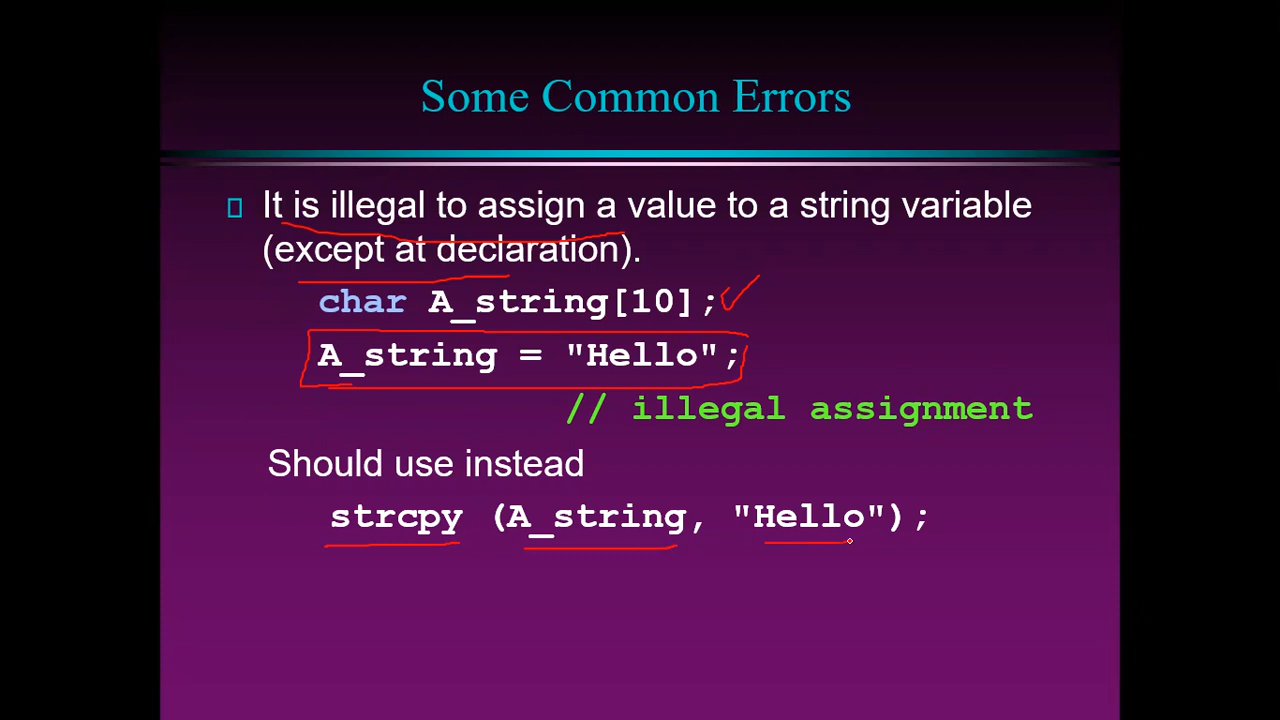 Some Common Errors
It is illegal to assign a value to a string variable
(except at declaration).
char A_string[10];
A_string = "Hello";
// illegal assignment
Should use instead
strcpy (A_string, "Hello");